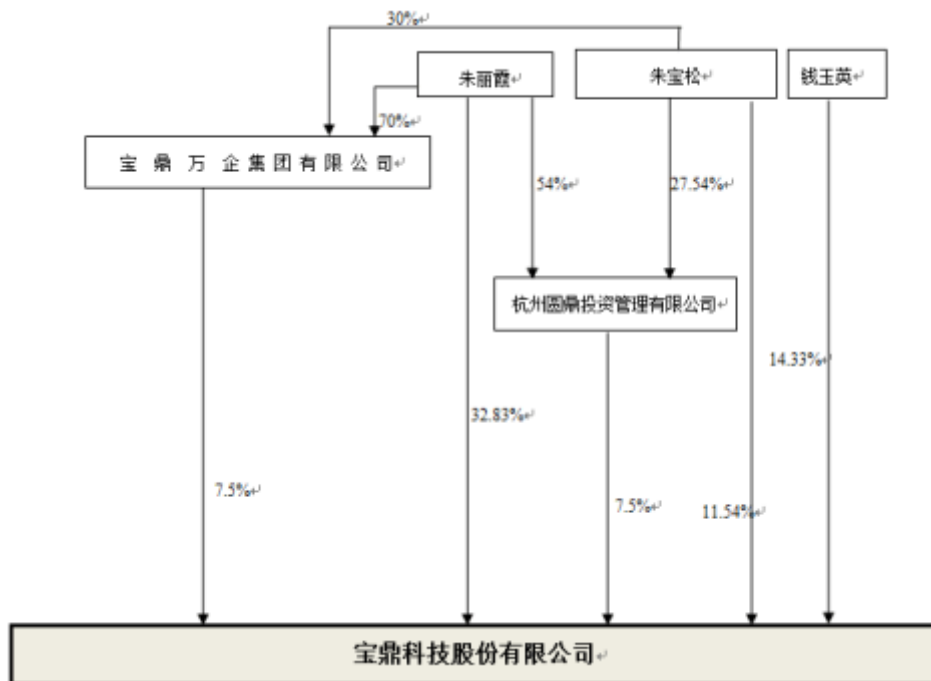 30%
朱丽霞
朱宝松
钱玉英
70%
宝鼎万企集团有限公司
54%
27.54%
杭州圆鼎投资管理有限公司
14.33%
32.83%
7.5%
7.5%
11.54%
宝鼎科技股份有限公司